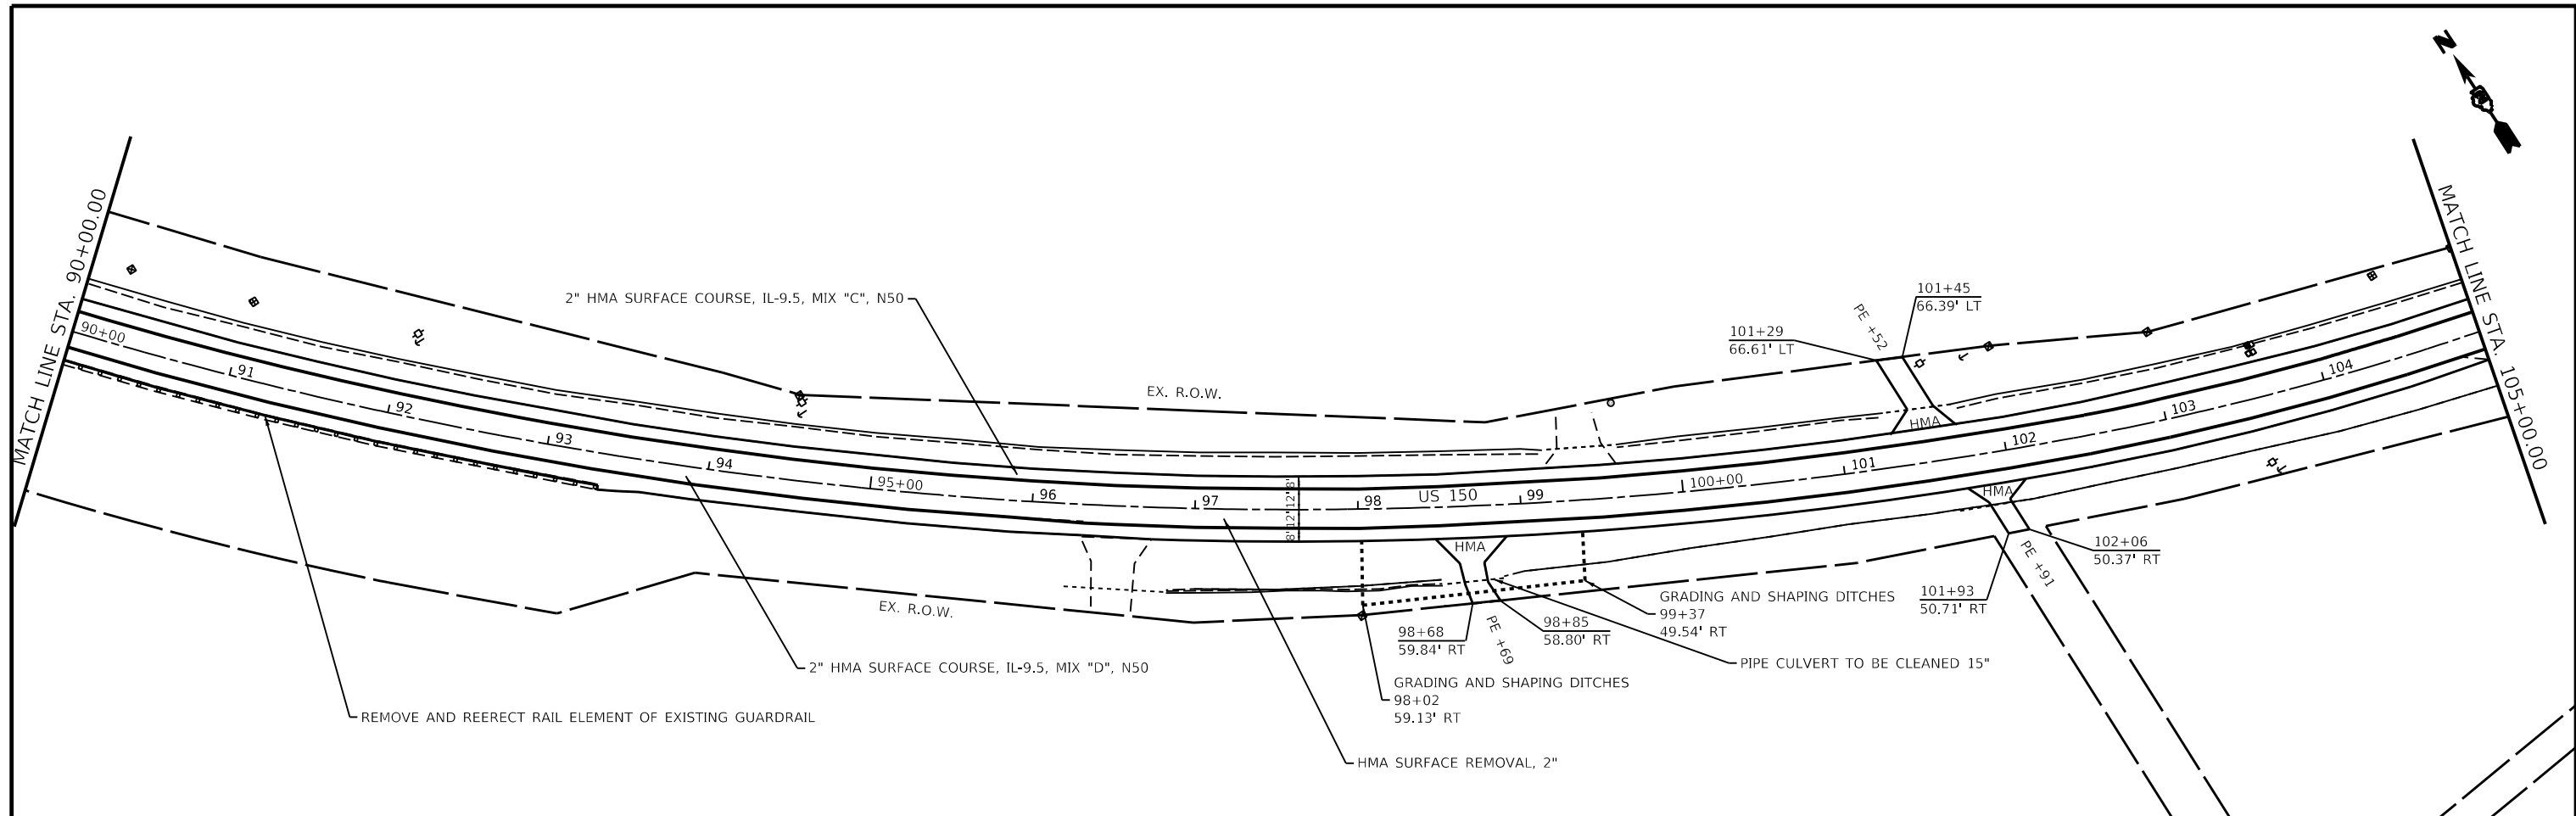 N
MATCH LINE STA. 90+00.00
MATCH LINE STA. 105+00.00
2" HMA SURFACE COURSE, IL-9.5, MIX "C", N50
101+45
66.39' LT
PE +52
101+29
66.61' LT
EX. R.O.W.
HMA
90+00
91
92
93
94
95+00
96
97
98
US 150
99
100+00
101
102
103
104
8' 12' 12' 8'
HMA
HMA
102+06
50.37' RT
PE +91
101+93
50.71' RT
EX. R.O.W.
GRADING AND SHAPING DITCHES
99+37
49.54' RT
98+85
58.80' RT
98+68
59.84' RT
PE +69
2" HMA SURFACE COURSE, IL-9.5, MIX "D", N50
PIPE CULVERT TO BE CLEANED 15"
GRADING AND SHAPING DITCHES
98+02
59.13' RT
REMOVE AND REERECT RAIL ELEMENT OF EXISTING GUARDRAIL
HMA SURFACE REMOVAL, 2"